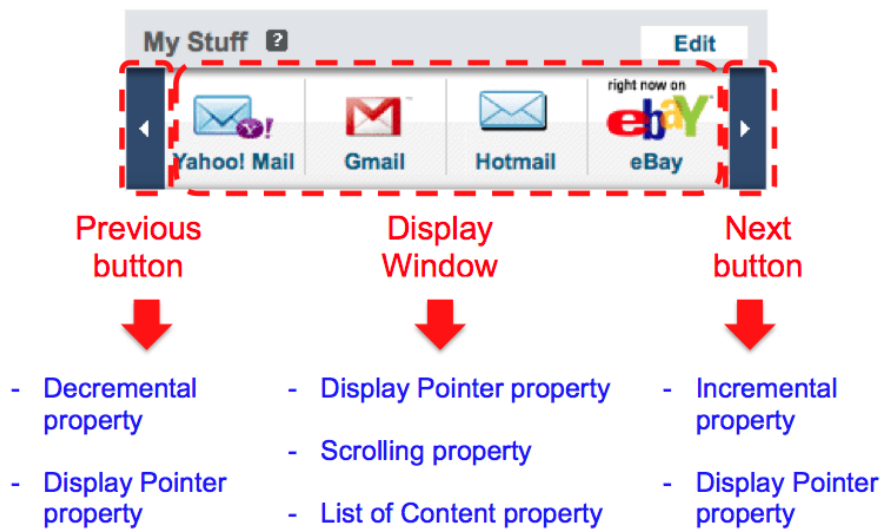 My Stuff ? Edit
right now on
Y! M ebaY
Yahoo! Mail Gmail Hotmail eBay
Previous button
Display Window
Next button
- Decremental property
- Display Pointer property
- Display Pointer property
- Scrolling property
- List of Content property
- Incremental property
- Display Pointer property